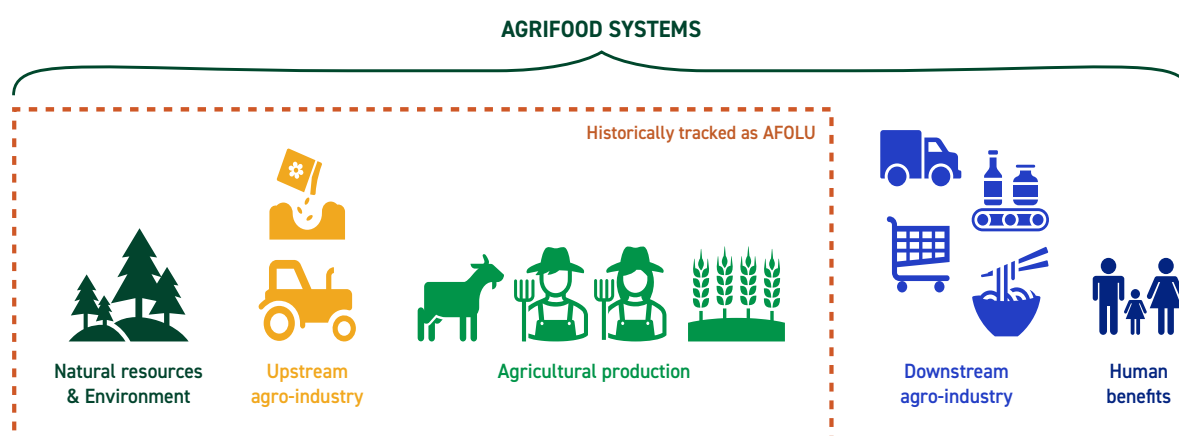 AGRIFOOD SYSTEMS
Historically tracked as AFOLU
Natural resources
& Environment
Upstream
agro-industry
Agricultural production
Downstream
agro-industry
Human
benefits